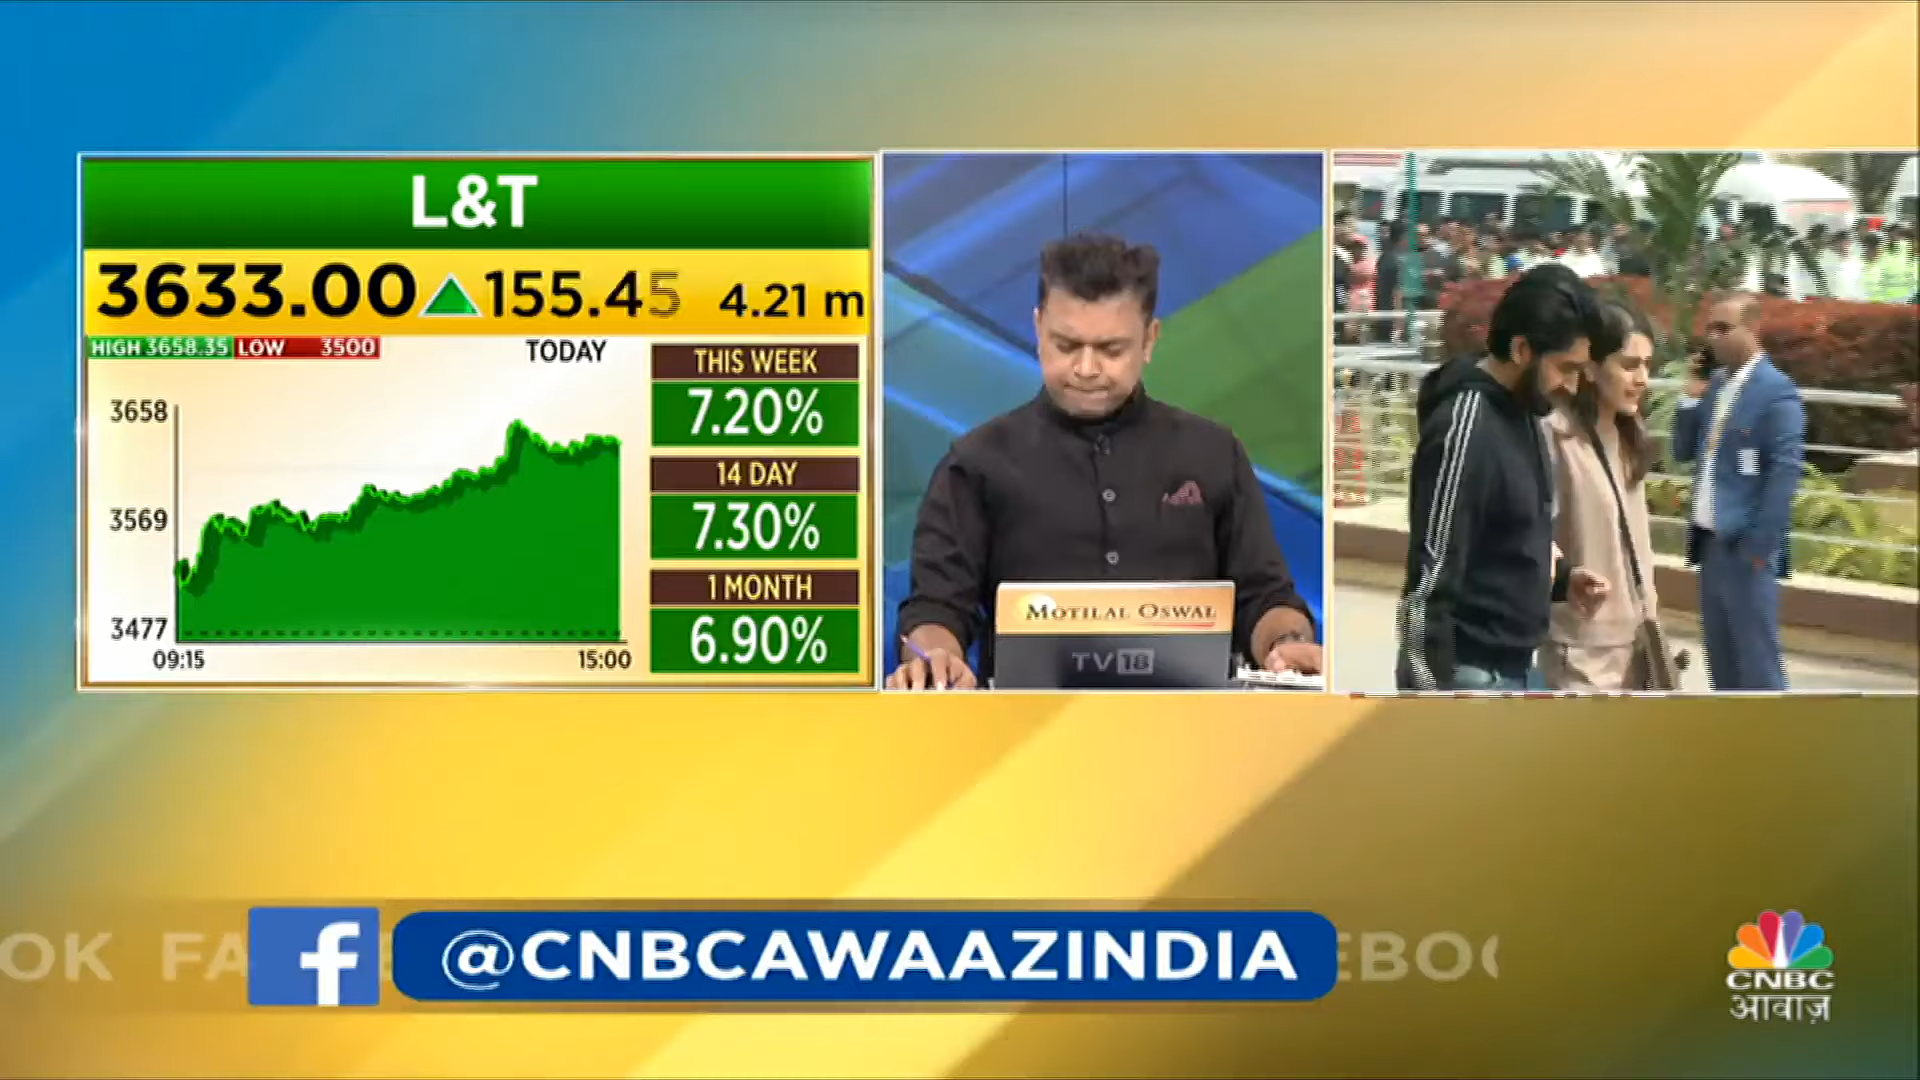 L&T
3633.00 155.45 4.21 m
HIGH 3658.35 LOW 3500
TODAY
3658
3569
3477
09:15 15:00
THIS WEEK
7.20%
14 DAY
7.30%
1 MONTH
6.90%
MOTILAL OSWAL
TV18
OK FA
f
@CNBCAWAAZINDIA
EBO
CNBC
आवाज़